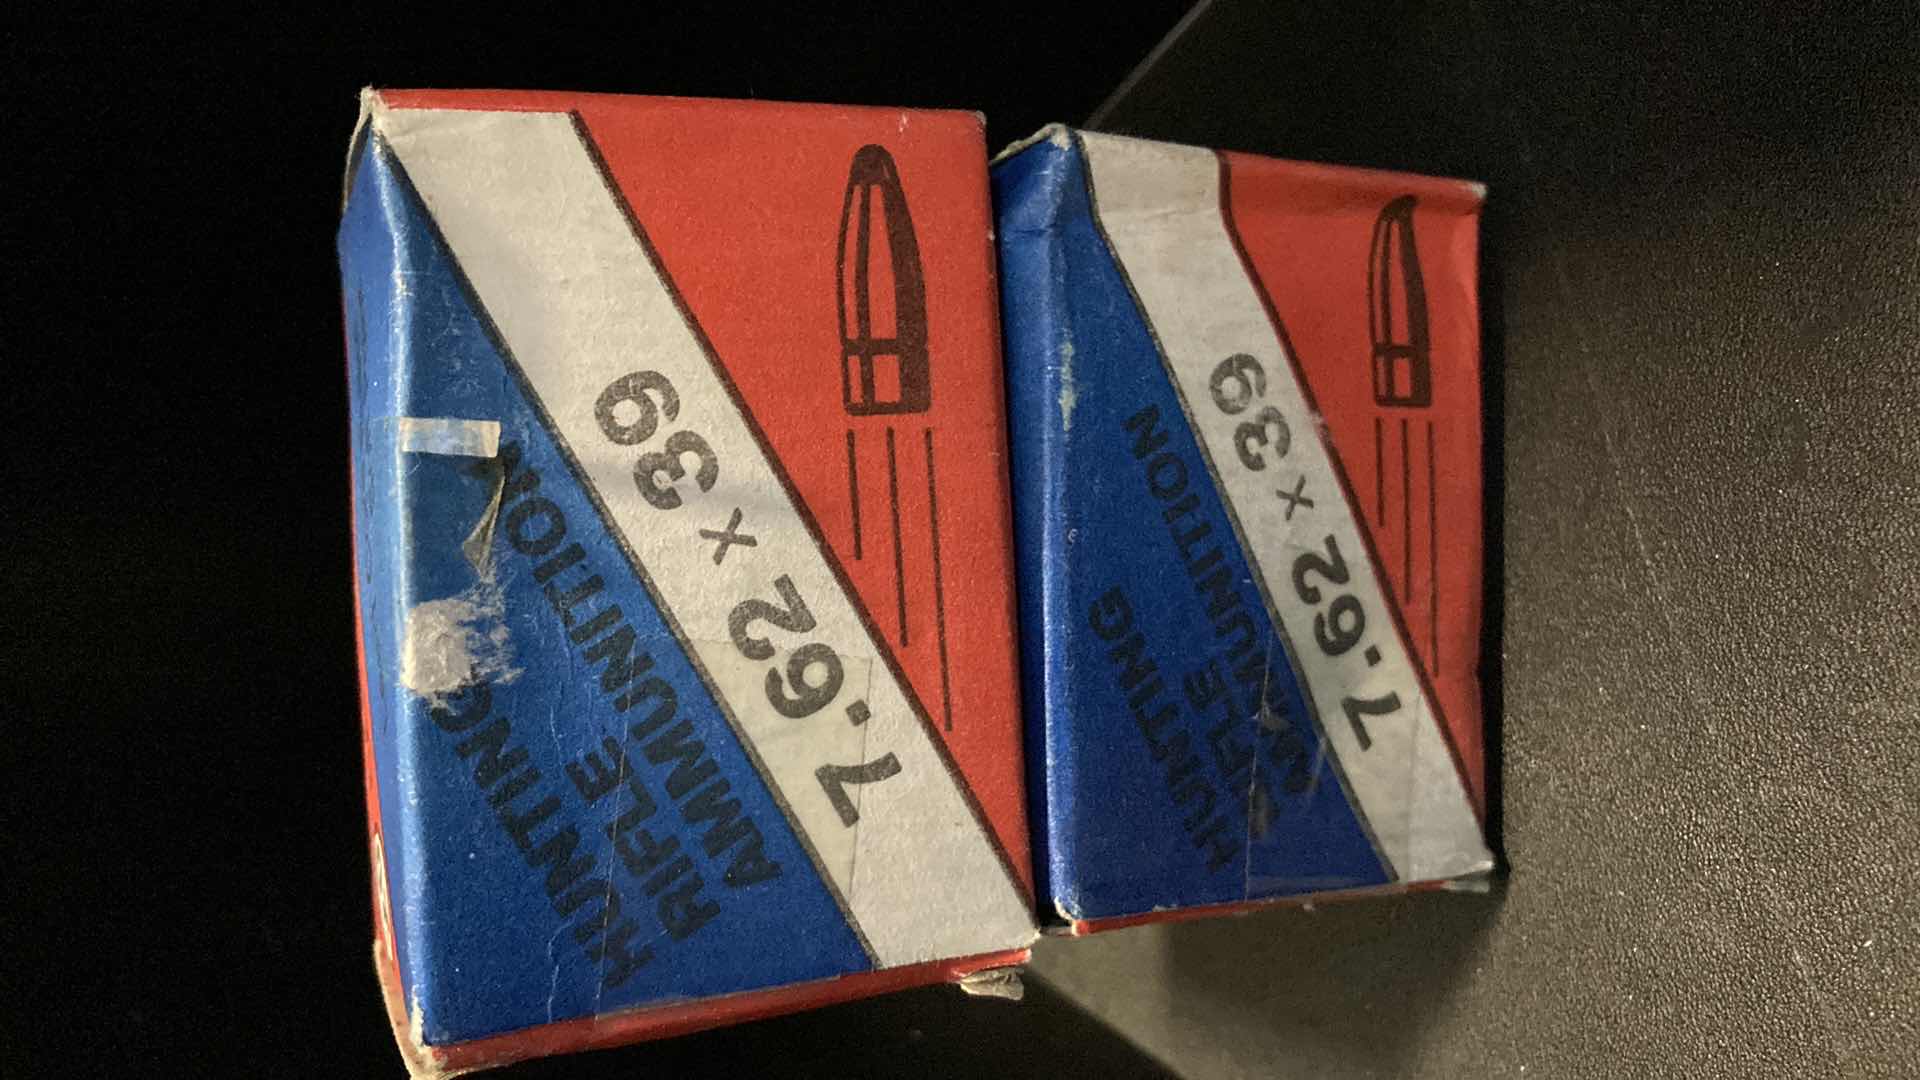 HUNTING
RIFLE
AMMUNITION
7.62 x 39
HUNTING
RIFLE
AMMUNITION
7.62 x 39